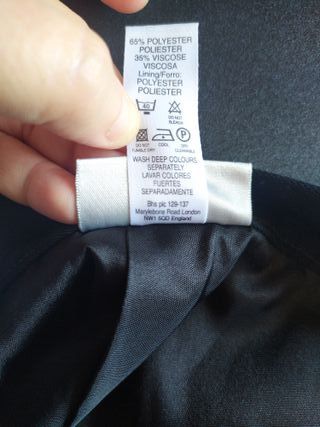 65% POLYESTER
POLIESTER
35% VISCOSE
VISCOSA
Lining/Forro:
POLYESTER
POLIESTER
40
DO NOT
BLEACH
DO NOT
TUMBLE DRY
COOL
P
DRY
CLEANABLE
WASH DEEP COLOURS
SEPARATELY
LAVAR COLORES
FUERTES
SEPARADAMENTE
Bhs plc 129-137
Marylebone Road London
NW1 5QD England